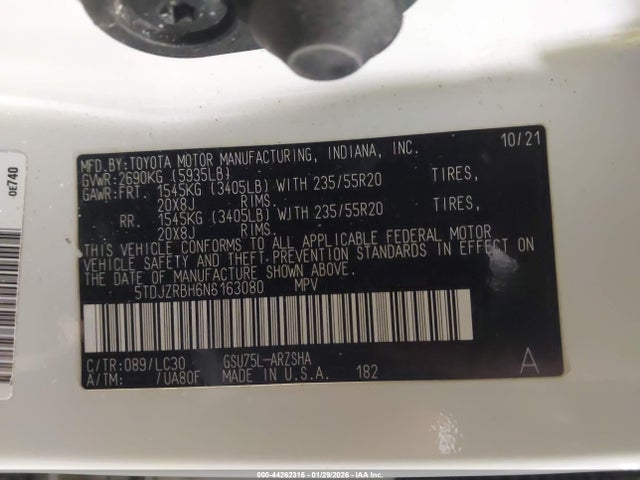 MFD.BY:TOYOTA MOTOR MANUFACTURING, INDIANA, INC. 10/21
GVWR:2690KG (5935LB)
GAWR:FRT. 1545KG (3405LB) WITH 235/55R20 TIRES,
20X8J RIMS.
RR. 1545KG (3405LB) WITH 235/55R20 TIRES,
20X8J RIMS.
THIS VEHICLE CONFORMS TO ALL APPLICABLE FEDERAL MOTOR
VEHICLE SAFETY AND THEFT PREVENTION STANDARDS IN EFFECT ON
THE DATE OF MANUFACTURE SHOWN ABOVE.
5TDJZRBH6NS163080 MPV
C/TR:089/LC30 GSU75L-ARZSHA
A/TM: /UA80F MADE IN U.S.A. 182 A
0E740
000-44262316 - 01/29/2026 - IAA Inc.